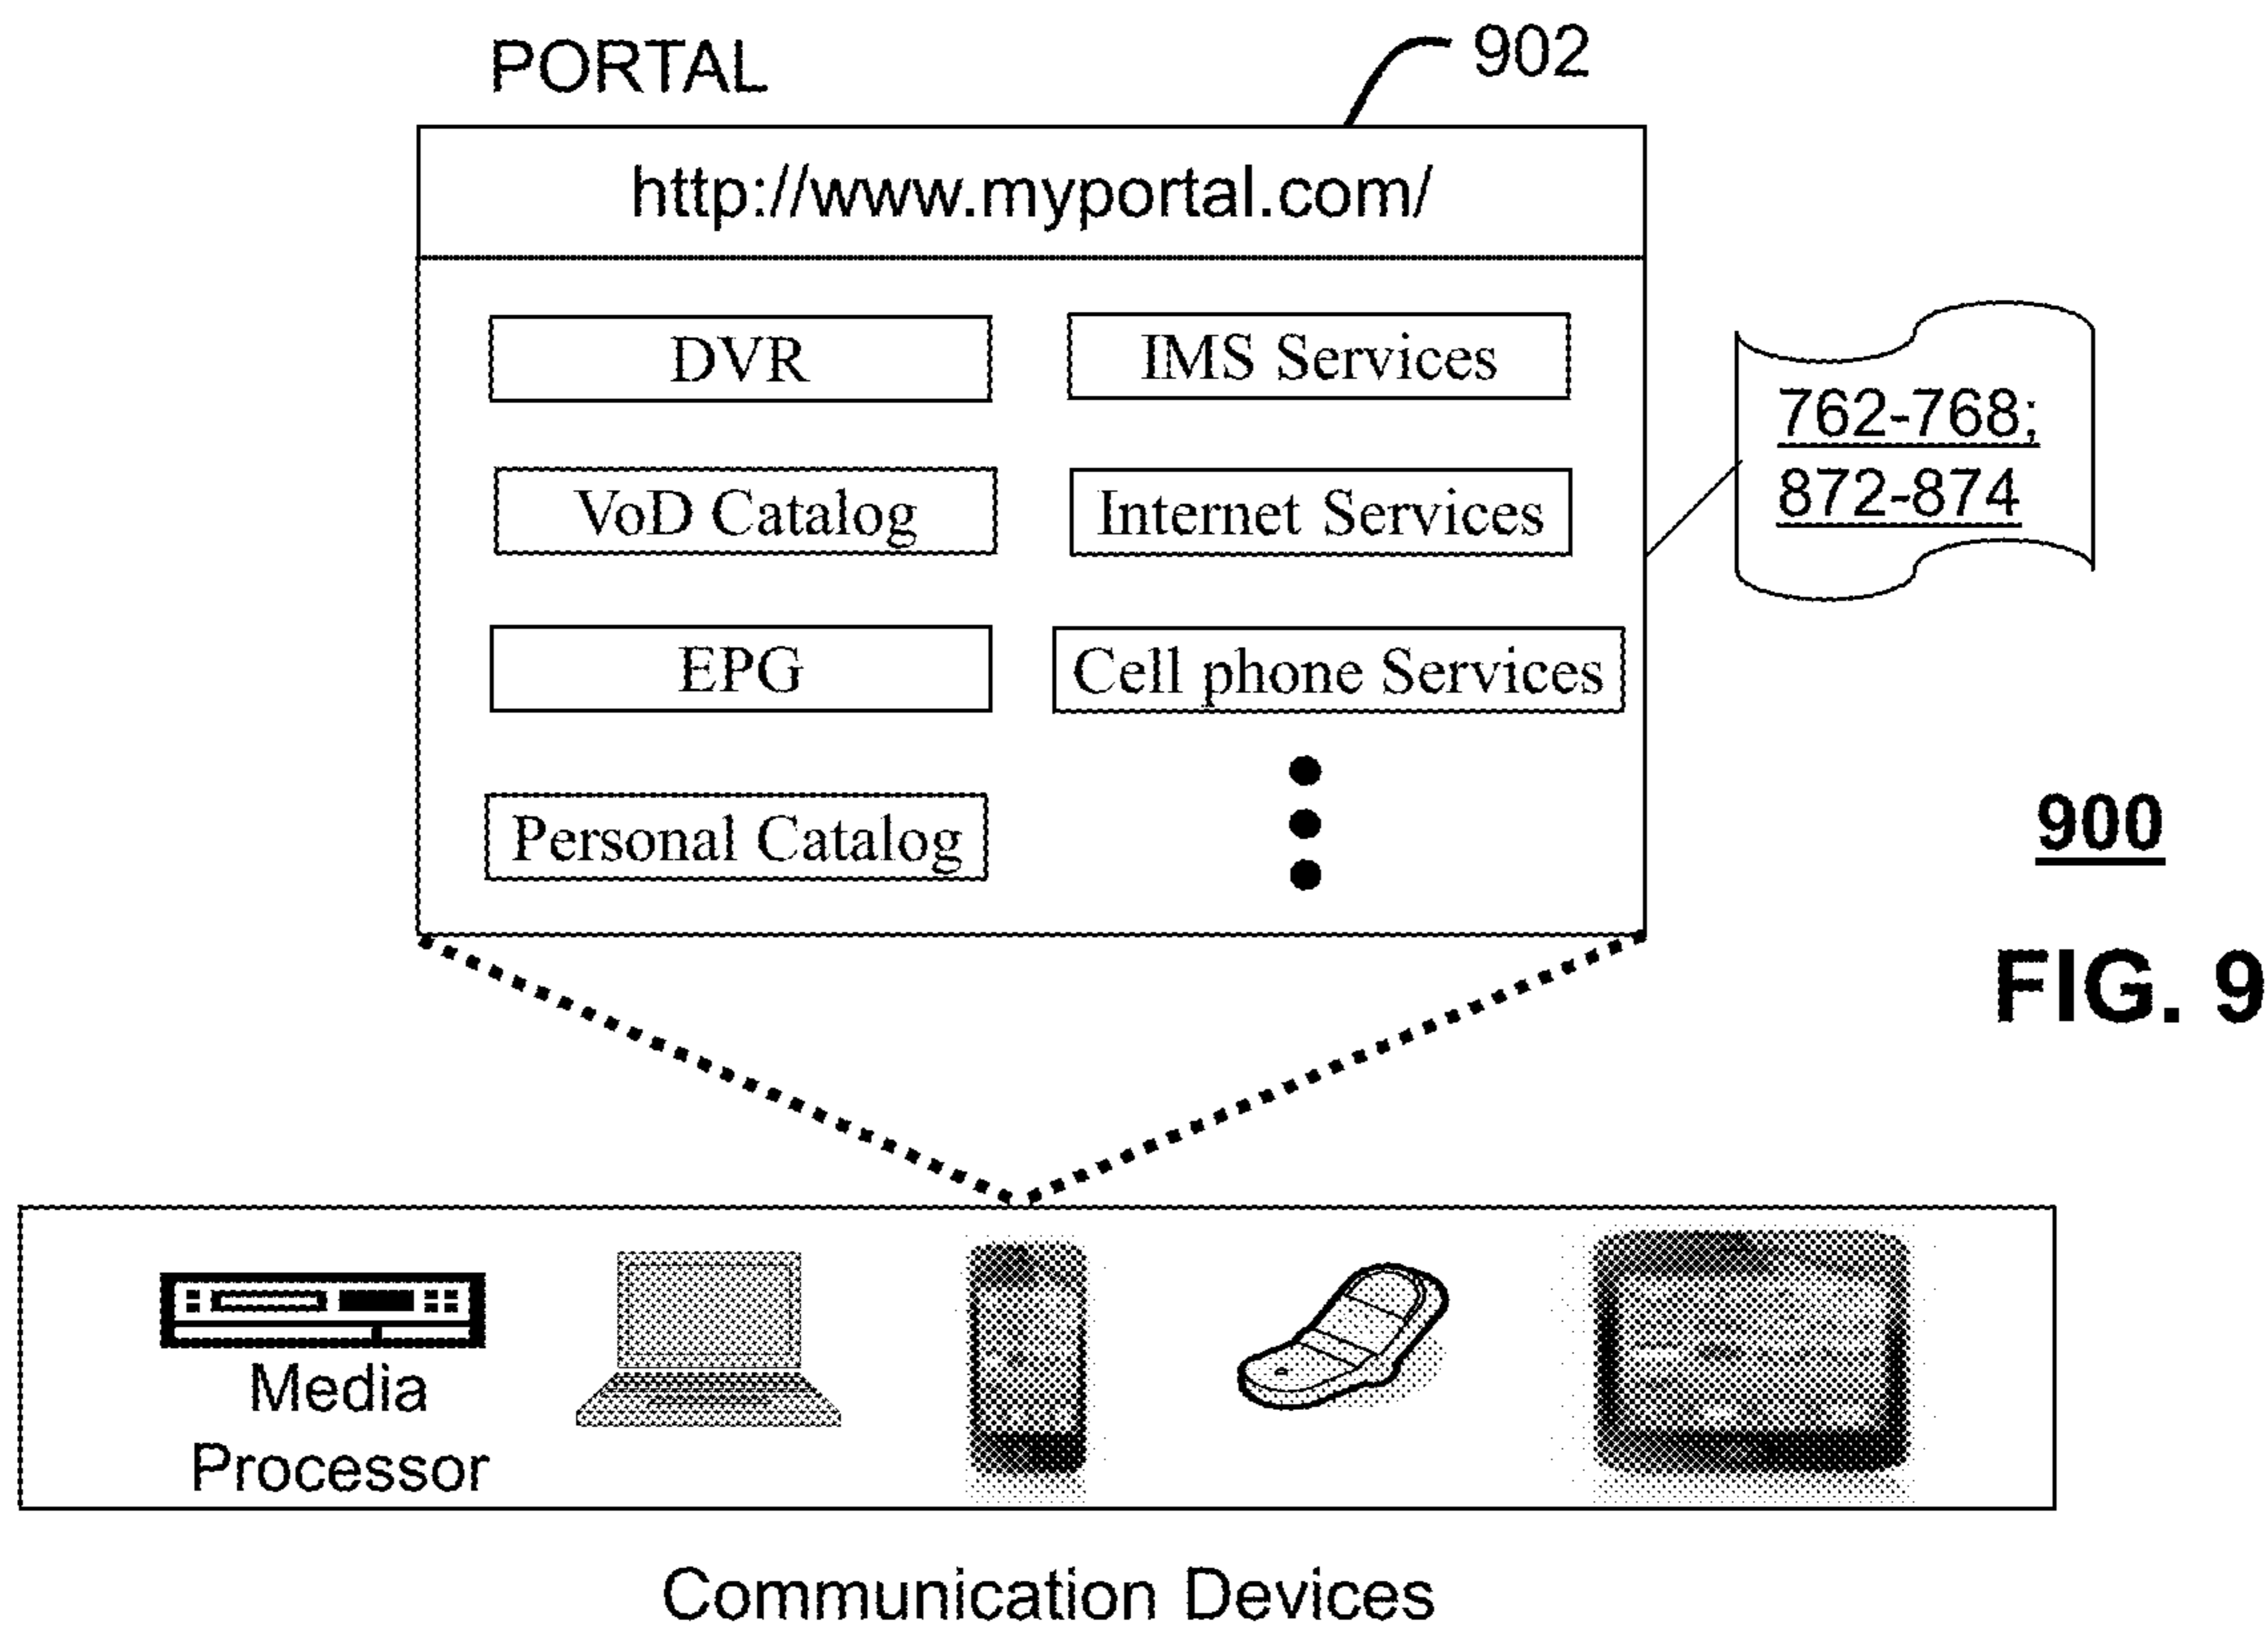 PORTAL
902
http://www.myportal.com/
DVR
IMS Services
762-768;
872-874
VoD Catalog
Internet Services
EPG
Cell phone Services
Personal Catalog
900
FIG. 9
Media
Processor
Communication Devices